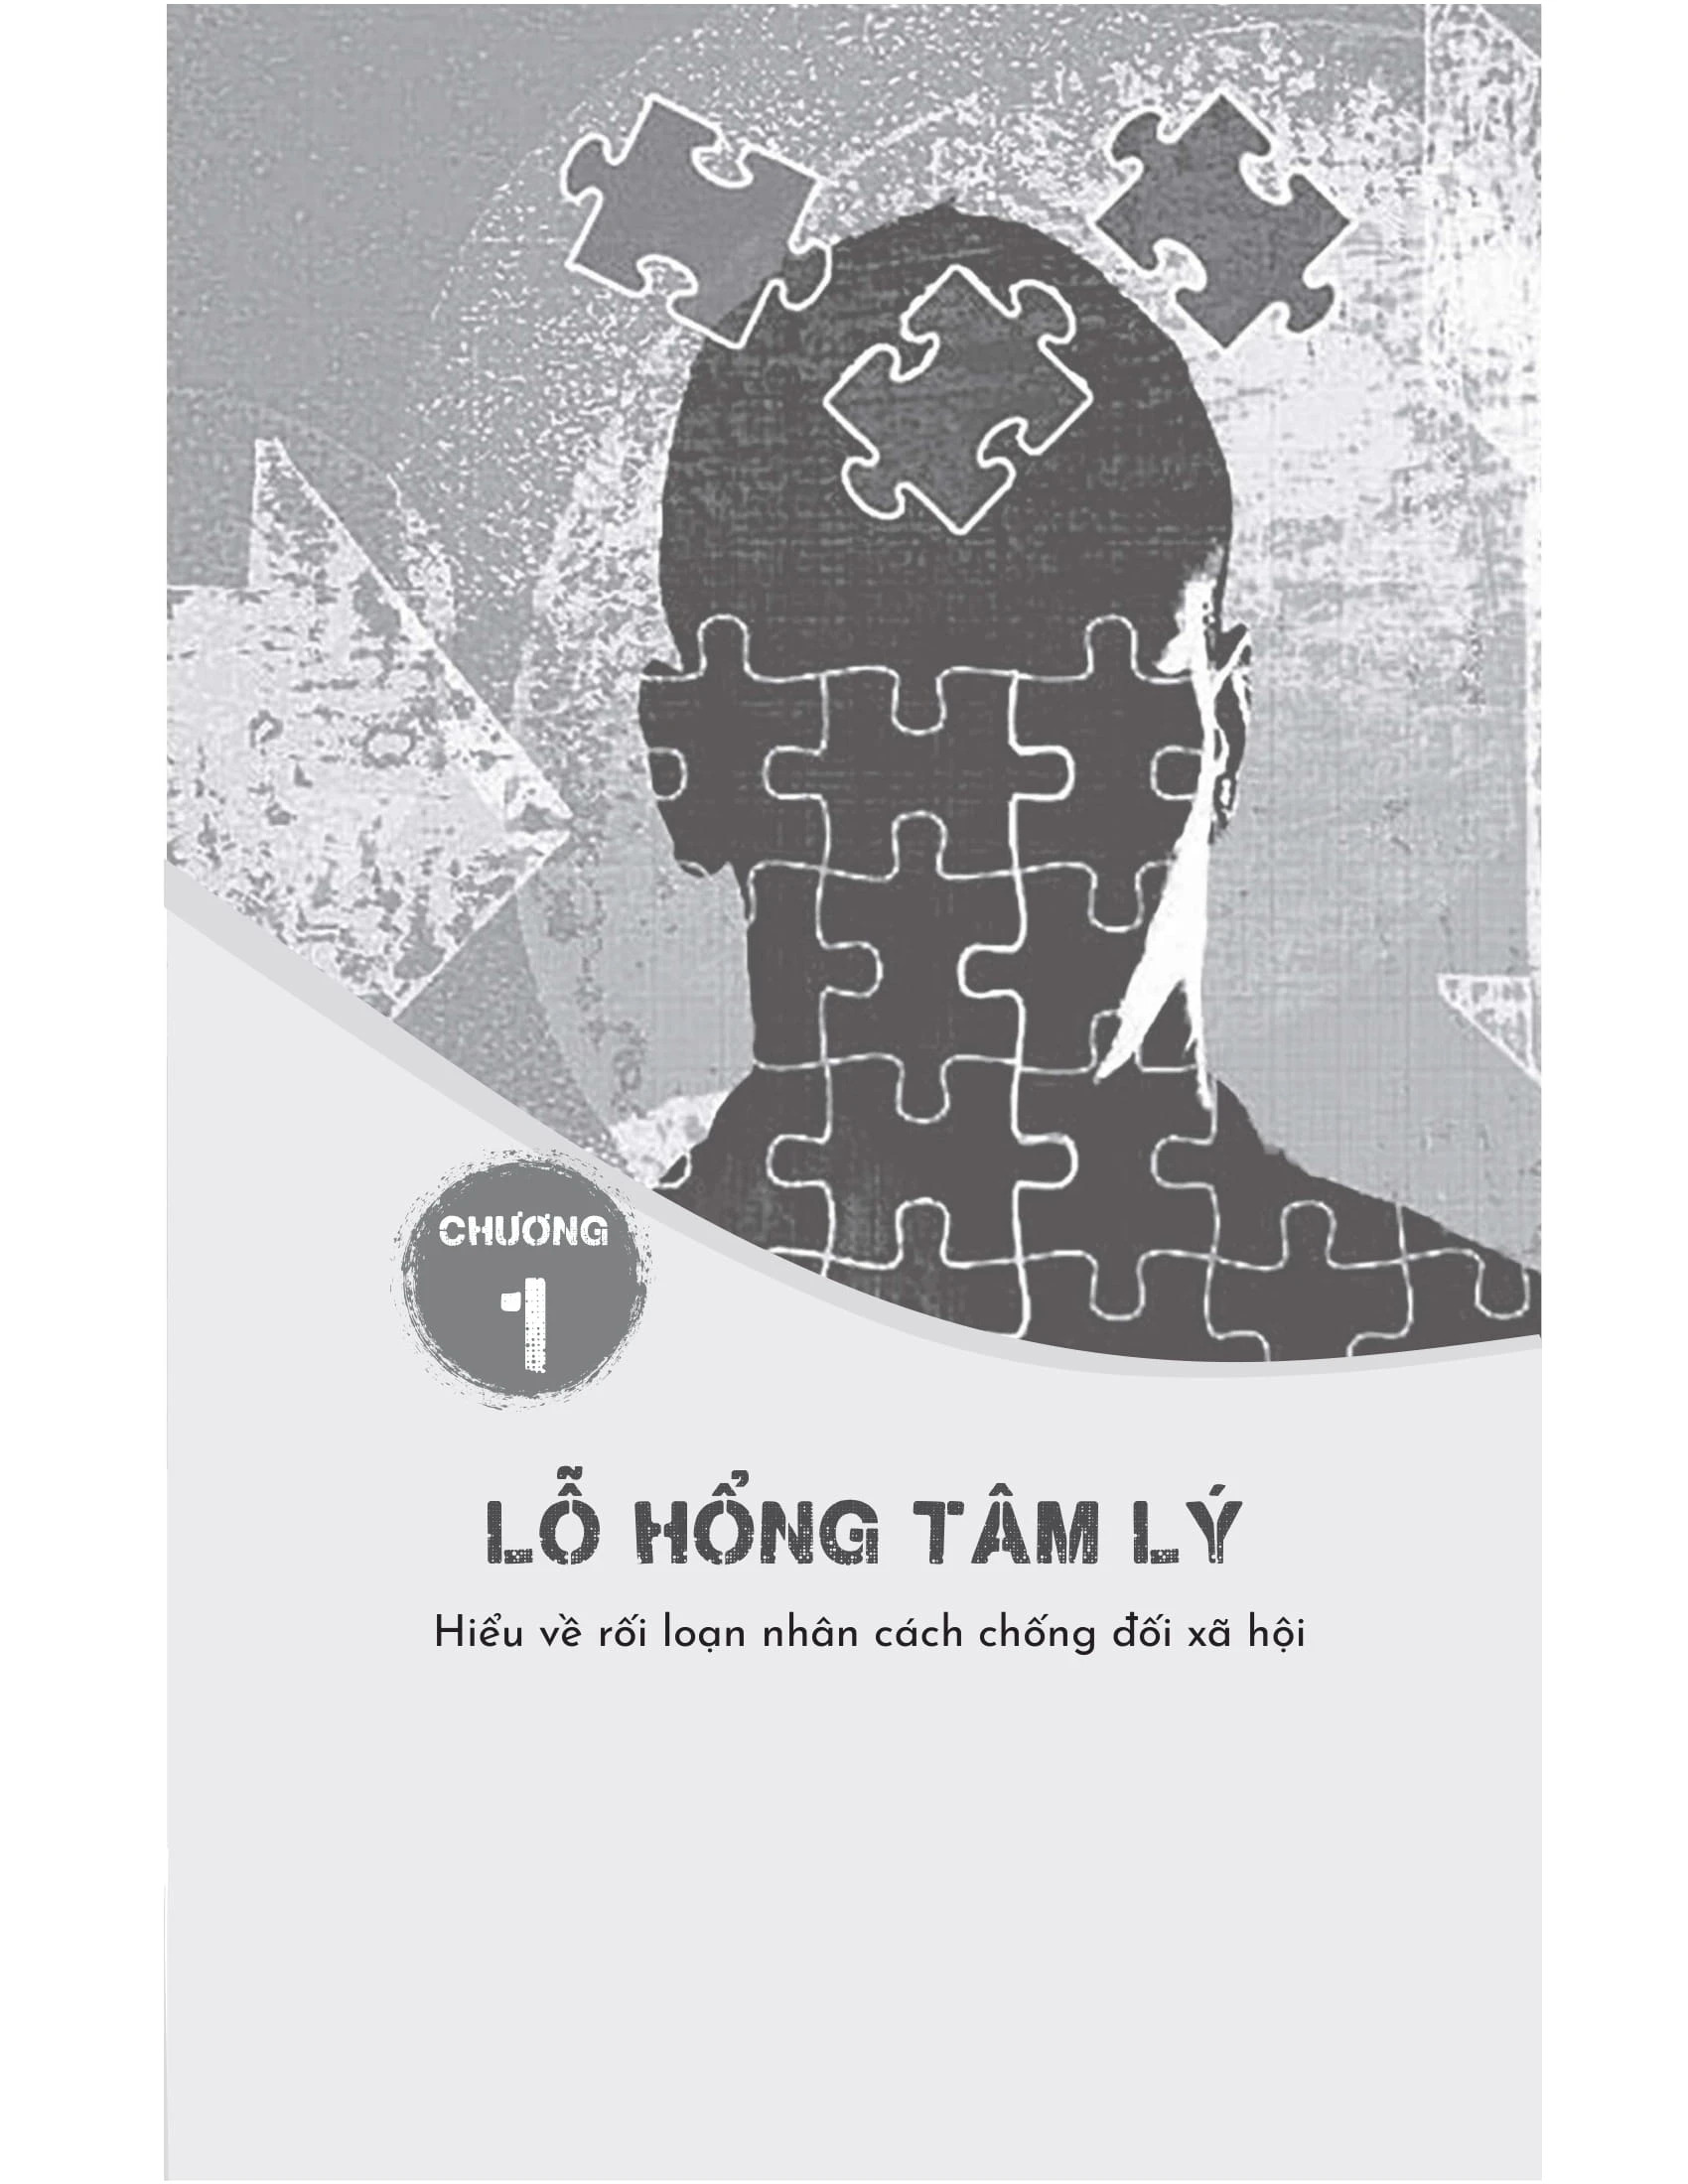 CHƯƠNG
1
LỖ HỔNG TÂM LÝ
Hiểu về rối loạn nhân cách chống đối xã hội